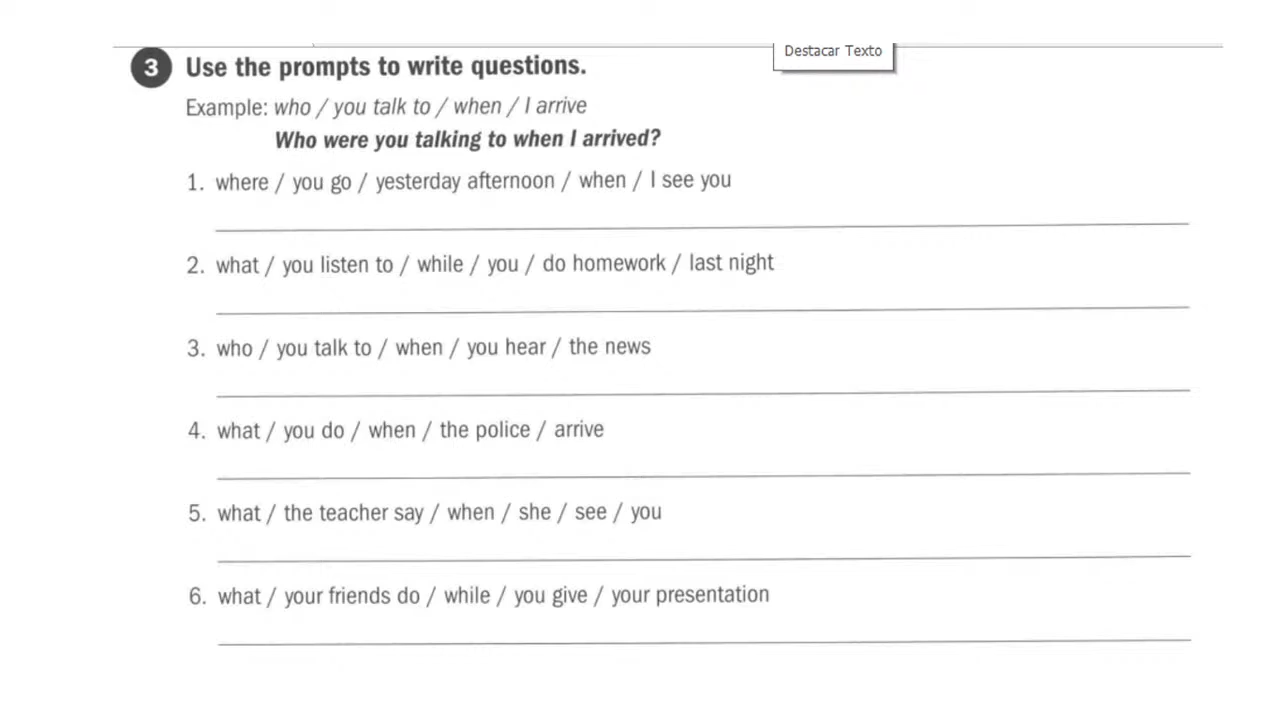 Destacar Texto
3 Use the prompts to write questions.
Example: who / you talk to / when / I arrive
Who were you talking to when I arrived?
1. where / you go / yesterday afternoon / when / I see you
2. what / you listen to / while / you / do homework / last night
3. who / you talk to / when / you hear / the news
4. what / you do / when / the police / arrive
5. what / the teacher say / when / she / see / you
6. what / your friends do / while / you give / your presentation